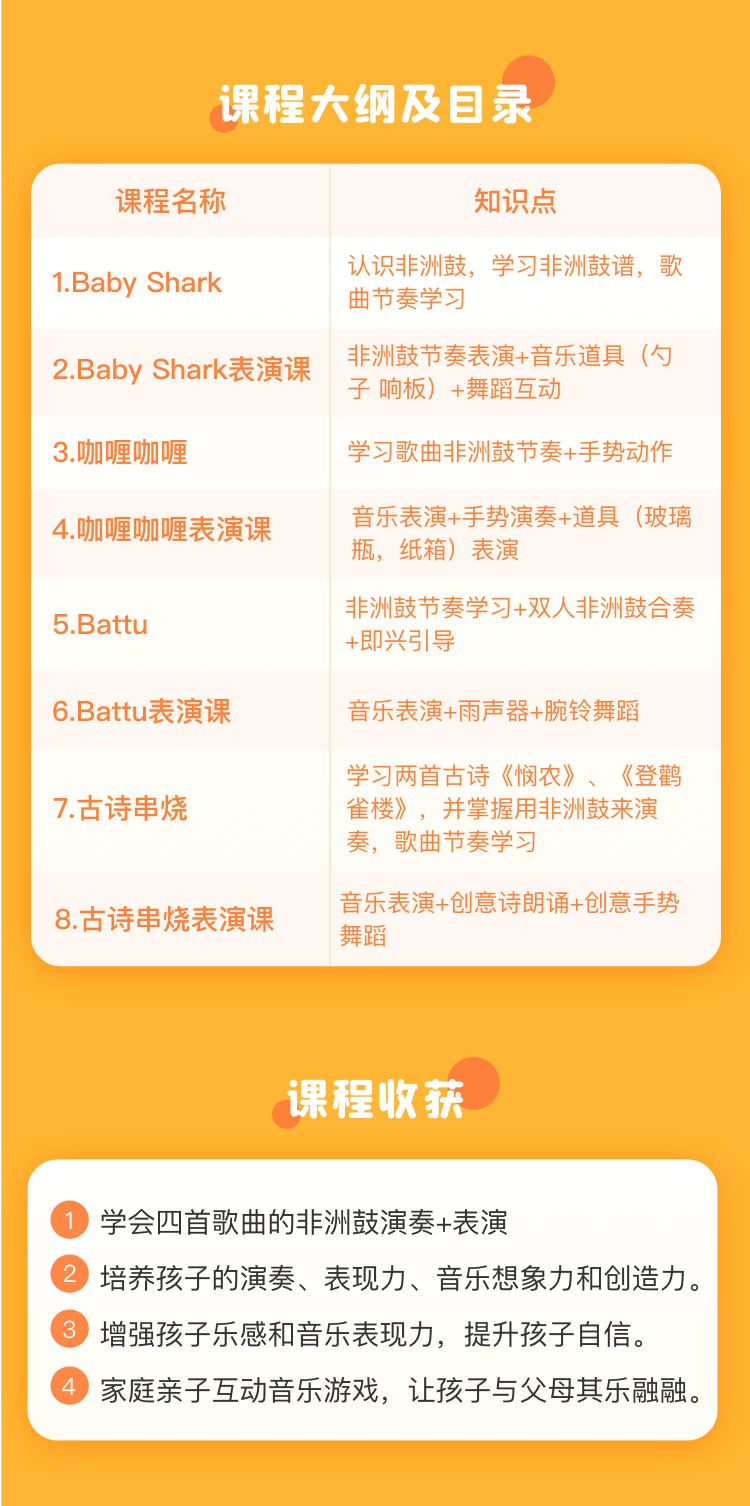 课程大纲及目录
课程名称
知识点
1.Baby Shark
认识非洲鼓，学习非洲鼓谱，歌
曲节奏学习
2.Baby Shark表演课
非洲鼓节奏表演+音乐道具（勺
子 响板）+舞蹈互动
3.咖喱咖喱
学习歌曲非洲鼓节奏+手势动作
4.咖喱咖喱表演课
音乐表演+手势演奏+道具（玻璃
瓶，纸箱）表演
5.Battu
非洲鼓节奏学习+双人非洲鼓合奏
+即兴引导
6.Battu表演课
音乐表演+雨声器+腕铃舞蹈
7.古诗串烧
学习两首古诗《悯农》、《登鹳
雀楼》，并掌握用非洲鼓来演
奏，歌曲节奏学习
8.古诗串烧表演课
音乐表演+创意诗朗诵+创意手势
舞蹈
课程收获
1 学会四首歌曲的非洲鼓演奏+表演
2 培养孩子的演奏、表现力、音乐想象力和创造力。
3 增强孩子乐感和音乐表现力，提升孩子自信。
4 家庭亲子互动音乐游戏，让孩子与父母其乐融融。